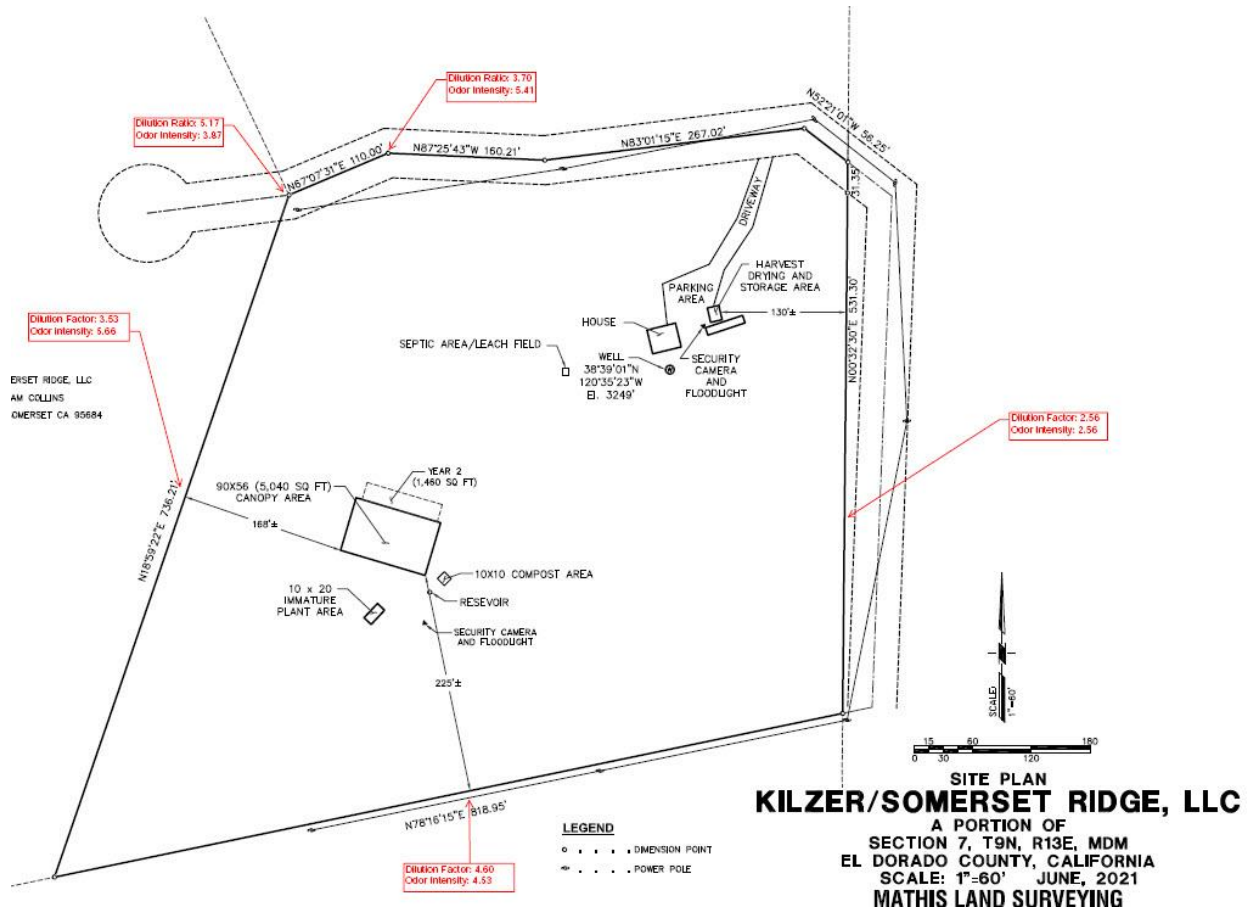 Dilution Ratio: 3.70
Odor Intensity: 5.41
Dilution Ratio: 5.17
Odor Intensity: 3.87
N52°21'01"W 56.25'
N67°07'31"E 110.00'
N87°25'43"W 160.21'
N83°01'15"E 267.02'
31.35'
DRIVEWAY
HARVEST
DRYING AND
STORAGE AREA
PARKING
AREA
130'±
N00°32'30"E 531.30'
Dilution Factor: 3.53
Odor Intensity: 5.66
HOUSE
SEPTIC AREA/LEACH FIELD
WELL
38°39'01"N
120°35'23"W
El. 3249'
SECURITY
CAMERA
AND
FLOODLIGHT
ERSET RIDGE, LLC
AM COLLINS
OMERSET CA 95684
Dilution Factor: 2.56
Odor Intensity: 2.56
YEAR 2
(1,460 SQ FT)
90X56 (5,040 SQ FT)
CANOPY AREA
168'±
N18°59'22"E 736.21'
10X10 COMPOST AREA
10 x 20
IMMATURE
PLANT AREA
RESEVOIR
SECURITY CAMERA
AND FLOODLIGHT
225'±
SCALE:
1"=60'
15 60 180
0 30 120
N78°16'15"E 818.95'
Dilution Factor: 4.60
Odor Intensity: 4.53
LEGEND
. . . . DIMENSION POINT
. . . . POWER POLE
SITE PLAN
KILZER/SOMERSET RIDGE, LLC
A PORTION OF
SECTION 7, T9N, R13E, MDM
EL DORADO COUNTY, CALIFORNIA
SCALE: 1"=60' JUNE, 2021
MATHIS LAND SURVEYING